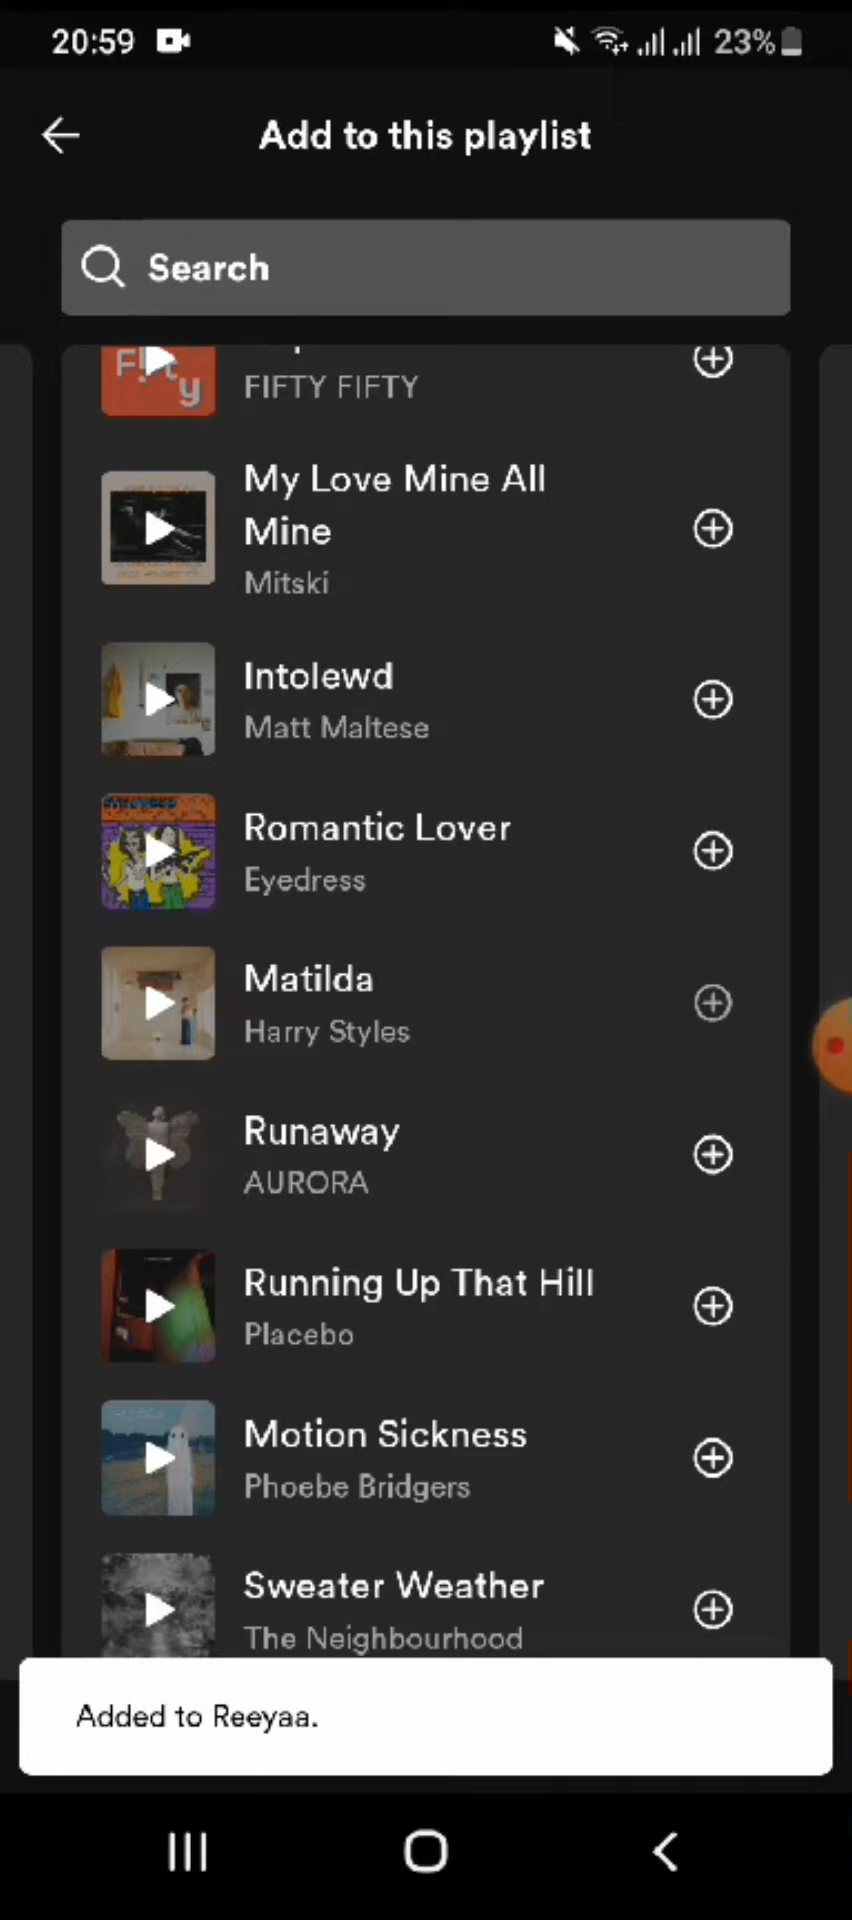 20:59
23%
Add to this playlist
Search
FIFTY FIFTY
My Love Mine All
Mine
Mitski
Intolewd
Matt Maltese
Romantic Lover
Eyedress
Matilda
Harry Styles
Runaway
AURORA
Running Up That Hill
Placebo
Motion Sickness
Phoebe Bridgers
Sweater Weather
The Neighbourhood
Added to Reeyaa.